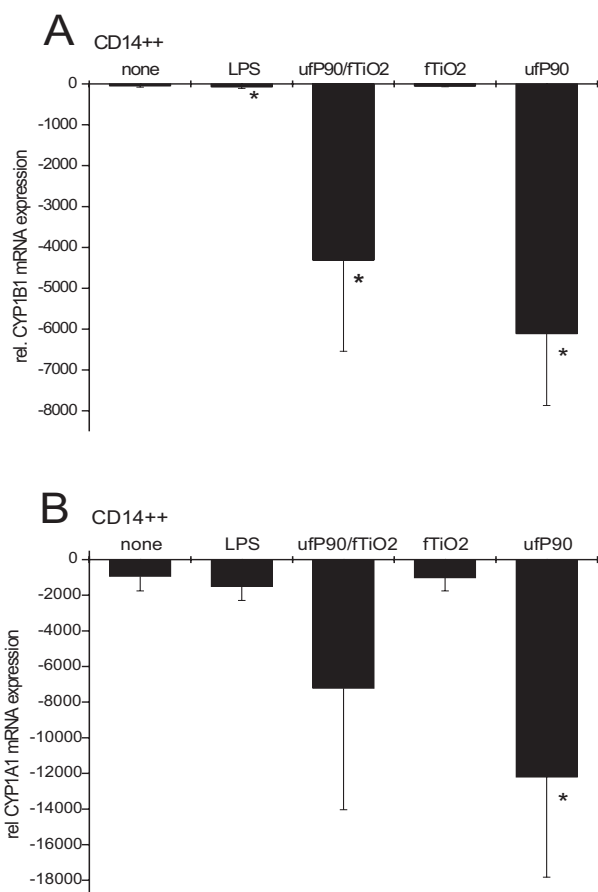 A
CD14++
none LPS ufP90/fTiO2 fTiO2 ufP90
0
-1000
-2000
-3000
-4000
-5000
-6000
-7000
-8000
rel. CYP1B1 mRNA expression
*
*
*
B
CD14++
none LPS ufP90/fTiO2 fTiO2 ufP90
0
-2000
-4000
-6000
-8000
-10000
-12000
-14000
-16000
-18000
rel CYP1A1 mRNA expression
*